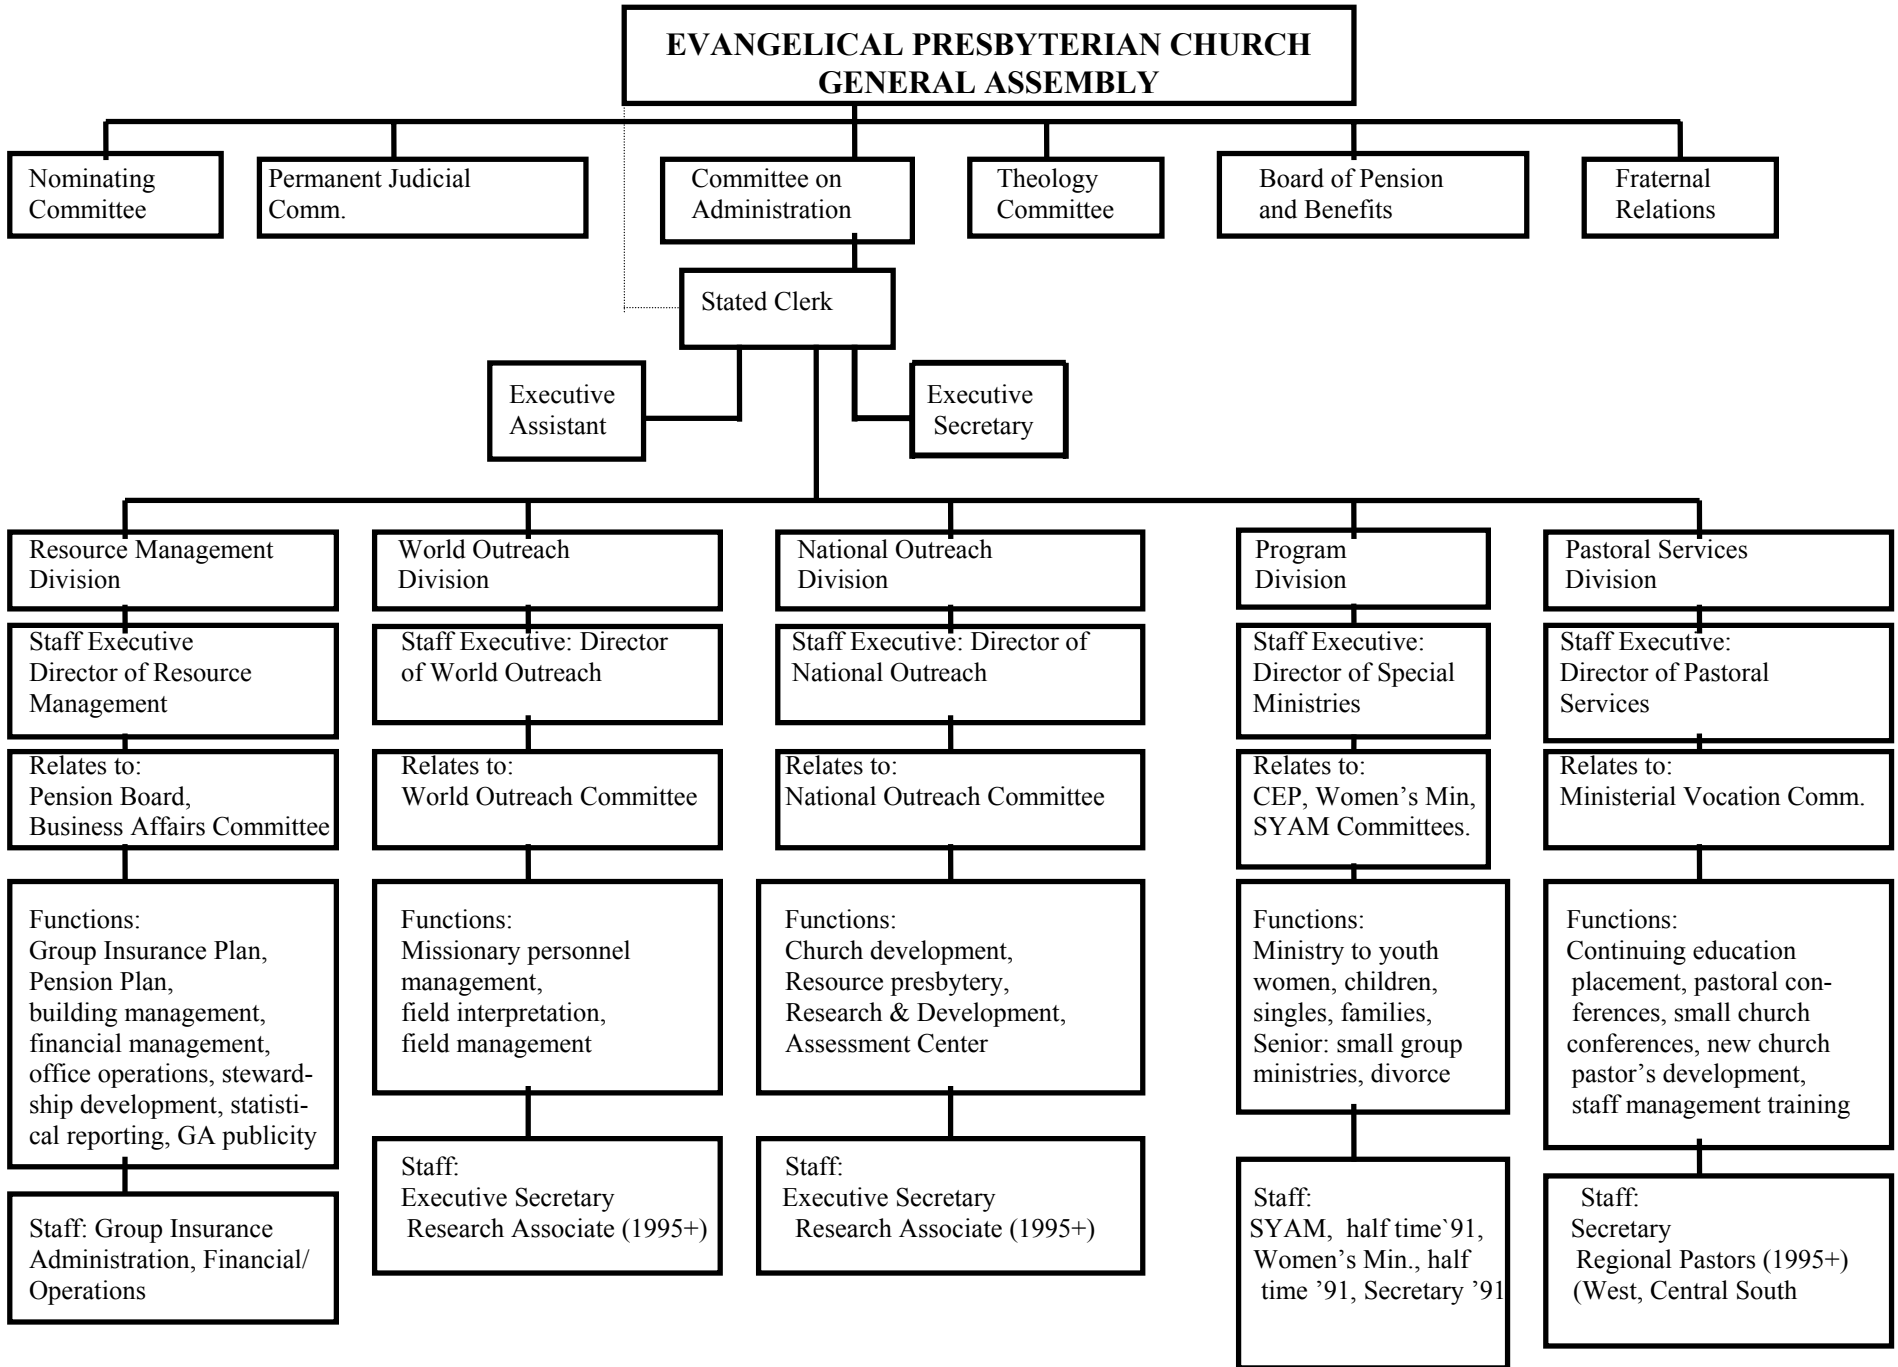 EVANGELICAL PRESBYTERIAN CHURCH
GENERAL ASSEMBLY
Nominating
Committee
Permanent Judicial
Comm.
Committee on
Administration
Theology
Committee
Board of Pension
and Benefits
Fraternal
Relations
Stated Clerk
Executive
Assistant
Executive
Secretary
Resource Management
Division
World Outreach
Division
National Outreach
Division
Program
Division
Pastoral Services
Division
Staff Executive
Director of Resource
Management
Staff Executive: Director
of World Outreach
Staff Executive: Director of
National Outreach
Staff Executive:
Director of Special
Ministries
Staff Executive:
Director of Pastoral
Services
Relates to:
Pension Board,
Business Affairs Committee
Relates to:
World Outreach Committee
Relates to:
National Outreach Committee
Relates to:
CEP, Women’s Min,
SYAM Committees.
Relates to:
Ministerial Vocation Comm.
Functions:
Group Insurance Plan,
Pension Plan,
building management,
financial management,
office operations, steward-
ship development, statisti-
cal reporting, GA publicity
Functions:
Missionary personnel
management,
field interpretation,
field management
Functions:
Church development,
Resource presbytery,
Research & Development,
Assessment Center
Functions:
Ministry to youth
women, children,
singles, families,
Senior: small group
ministries, divorce
Functions:
Continuing education
placement, pastoral con-
ferences, small church
conferences, new church
pastor’s development,
staff management training
Staff: Group Insurance
Administration, Financial/
Operations
Staff:
Executive Secretary
Research Associate (1995+)
Staff:
Executive Secretary
Research Associate (1995+)
Staff:
SYAM, half time`91,
Women’s Min., half
time ’91, Secretary ’91
Staff:
Secretary
Regional Pastors (1995+)
(West, Central South